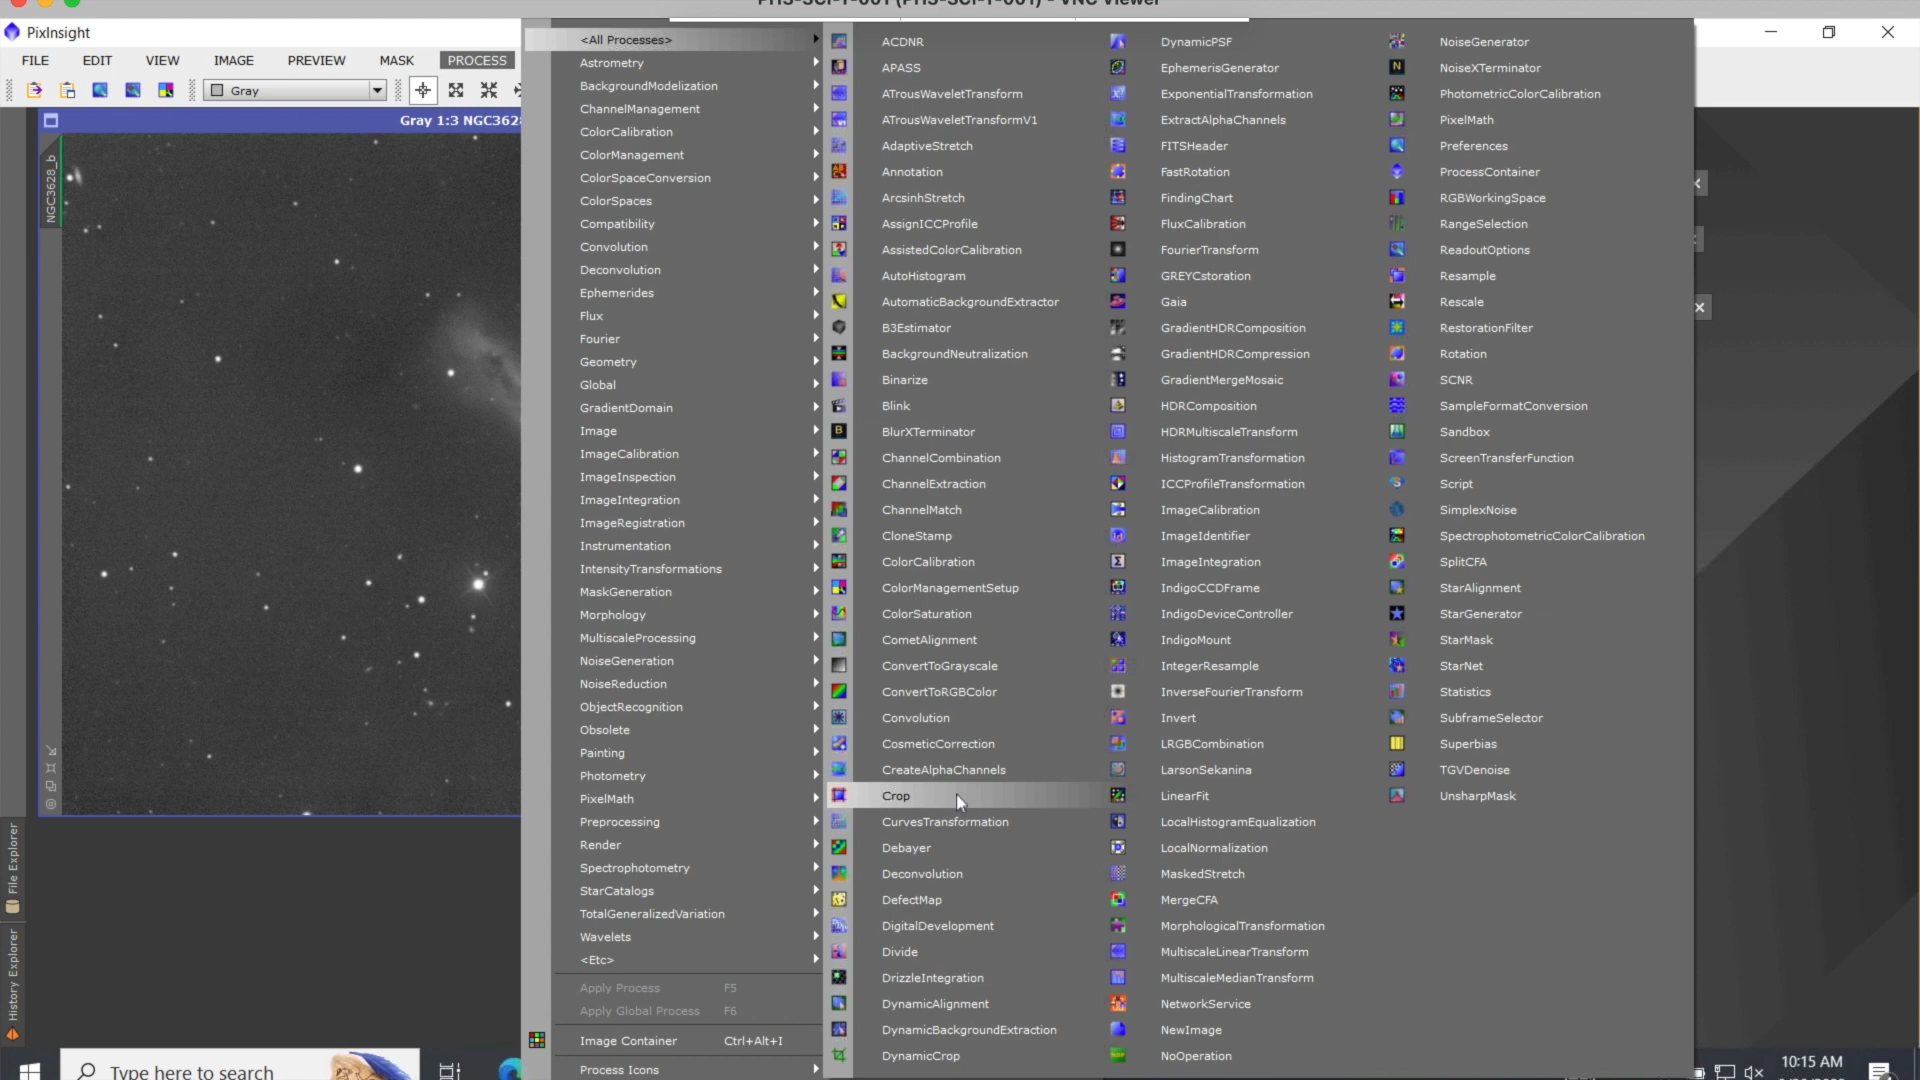 PixInsight
FILE
EDIT
VIEW
IMAGE
PREVIEW
MASK
PROCESS
Gray
Gray 1:3 NGC362
NGC3628_b
File Explorer
History Explorer
<All Processes>
Astrometry
BackgroundModelization
ChannelManagement
ColorCalibration
ColorManagement
ColorSpaceConversion
ColorSpaces
Compatibility
Convolution
Deconvolution
Ephemerides
Flux
Fourier
Geometry
Global
GradientDomain
Image
ImageCalibration
ImageInspection
ImageIntegration
ImageRegistration
Instrumentation
IntensityTransformations
MaskGeneration
Morphology
MultiscaleProcessing
NoiseGeneration
NoiseReduction
ObjectRecognition
Obsolete
Painting
Photometry
PixelMath
Preprocessing
Render
Spectrophotometry
StarCatalogs
TotalGeneralizedVariation
Wavelets
<Etc>
Apply Process F5
Apply Global Process F6
Image Container Ctrl+Alt+I
Process Icons
ACDNR
APASS
ATrousWaveletTransform
ATrousWaveletTransformV1
AdaptiveStretch
Annotation
ArcsinhStretch
AssignICCProfile
AssistedColorCalibration
AutoHistogram
AutomaticBackgroundExtractor
B3Estimator
BackgroundNeutralization
Binarize
Blink
BlurXTerminator
ChannelCombination
ChannelExtraction
ChannelMatch
CloneStamp
ColorCalibration
ColorManagementSetup
ColorSaturation
CometAlignment
ConvertToGrayscale
ConvertToRGBColor
Convolution
CosmeticCorrection
CreateAlphaChannels
Crop
CurvesTransformation
Debayer
Deconvolution
DefectMap
DigitalDevelopment
Divide
DrizzleIntegration
DynamicAlignment
DynamicBackgroundExtraction
DynamicCrop
DynamicPSF
EphemerisGenerator
ExponentialTransformation
ExtractAlphaChannels
FITSHeader
FastRotation
FindingChart
FluxCalibration
FourierTransform
GREYCstoration
Gaia
GradientHDRComposition
GradientHDRCompression
GradientMergeMosaic
HDRComposition
HDRMultiscaleTransform
HistogramTransformation
ICCProfileTransformation
ImageCalibration
ImageIdentifier
ImageIntegration
IndigoCCDFrame
IndigoDeviceController
IndigoMount
IntegerResample
InverseFourierTransform
Invert
LRGBCombination
LarsonSekanina
LinearFit
LocalHistogramEqualization
LocalNormalization
MaskedStretch
MergeCFA
MorphologicalTransformation
MultiscaleLinearTransform
MultiscaleMedianTransform
NetworkService
NewImage
NoOperation
NoiseGenerator
NoiseXTerminator
PhotometricColorCalibration
PixelMath
Preferences
ProcessContainer
RGBWorkingSpace
RangeSelection
ReadoutOptions
Resample
Rescale
RestorationFilter
Rotation
SCNR
SampleFormatConversion
Sandbox
ScreenTransferFunction
Script
SimplexNoise
SpectrophotometricColorCalibration
SplitCFA
StarAlignment
StarGenerator
StarMask
StarNet
Statistics
SubframeSelector
Superbias
TGVDenoise
UnsharpMask
Type here to search
10:15 AM